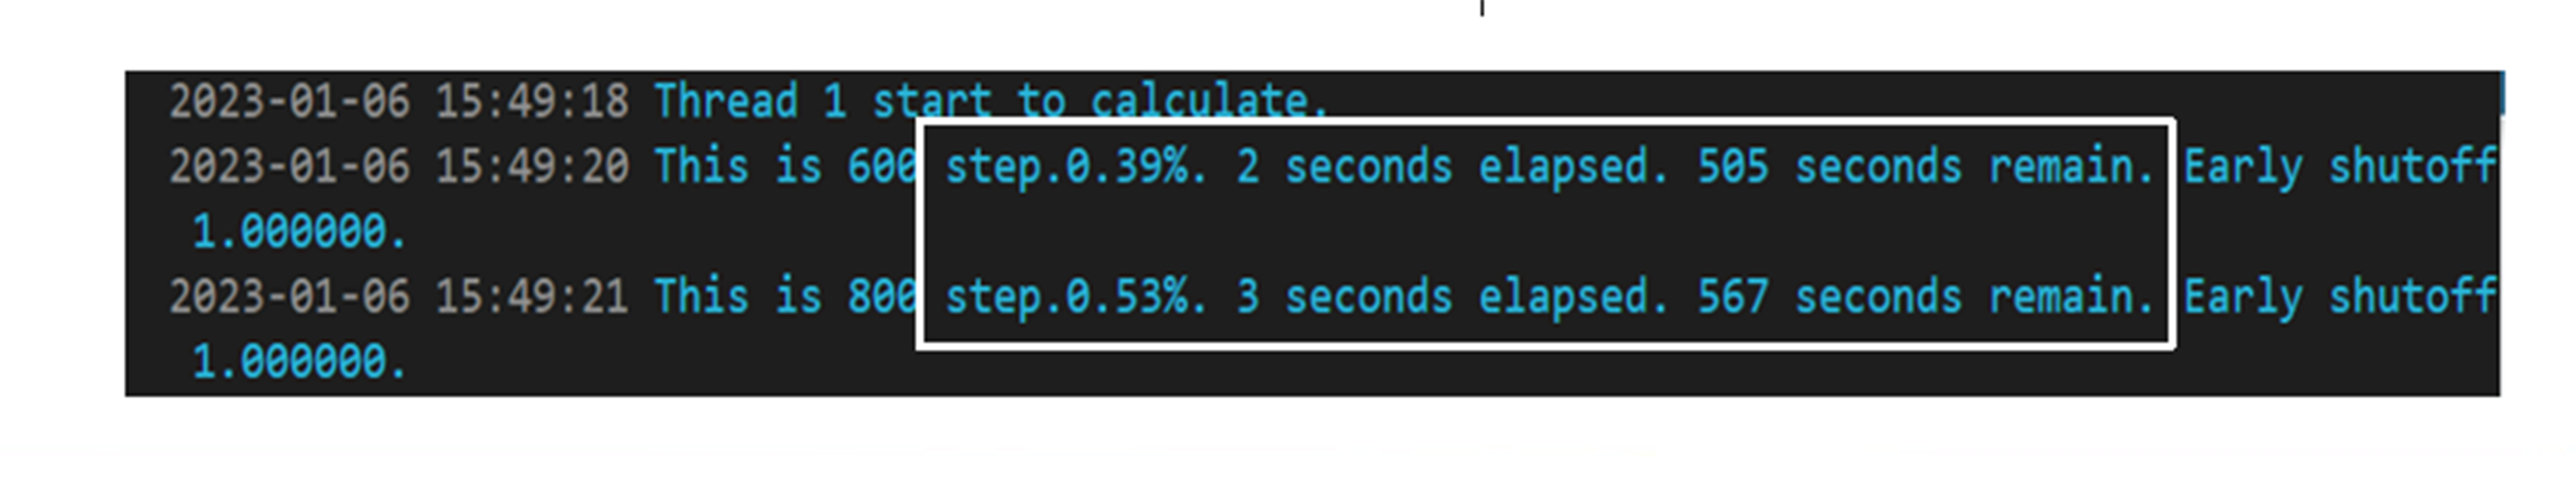 2023-01-06 15:49:18 Thread 1 start to calculate.
2023-01-06 15:49:20 This is 600 step.0.39%. 2 seconds elapsed. 505 seconds remain. Early shutoff
1.000000.
2023-01-06 15:49:21 This is 800 step.0.53%. 3 seconds elapsed. 567 seconds remain. Early shutoff
1.000000.